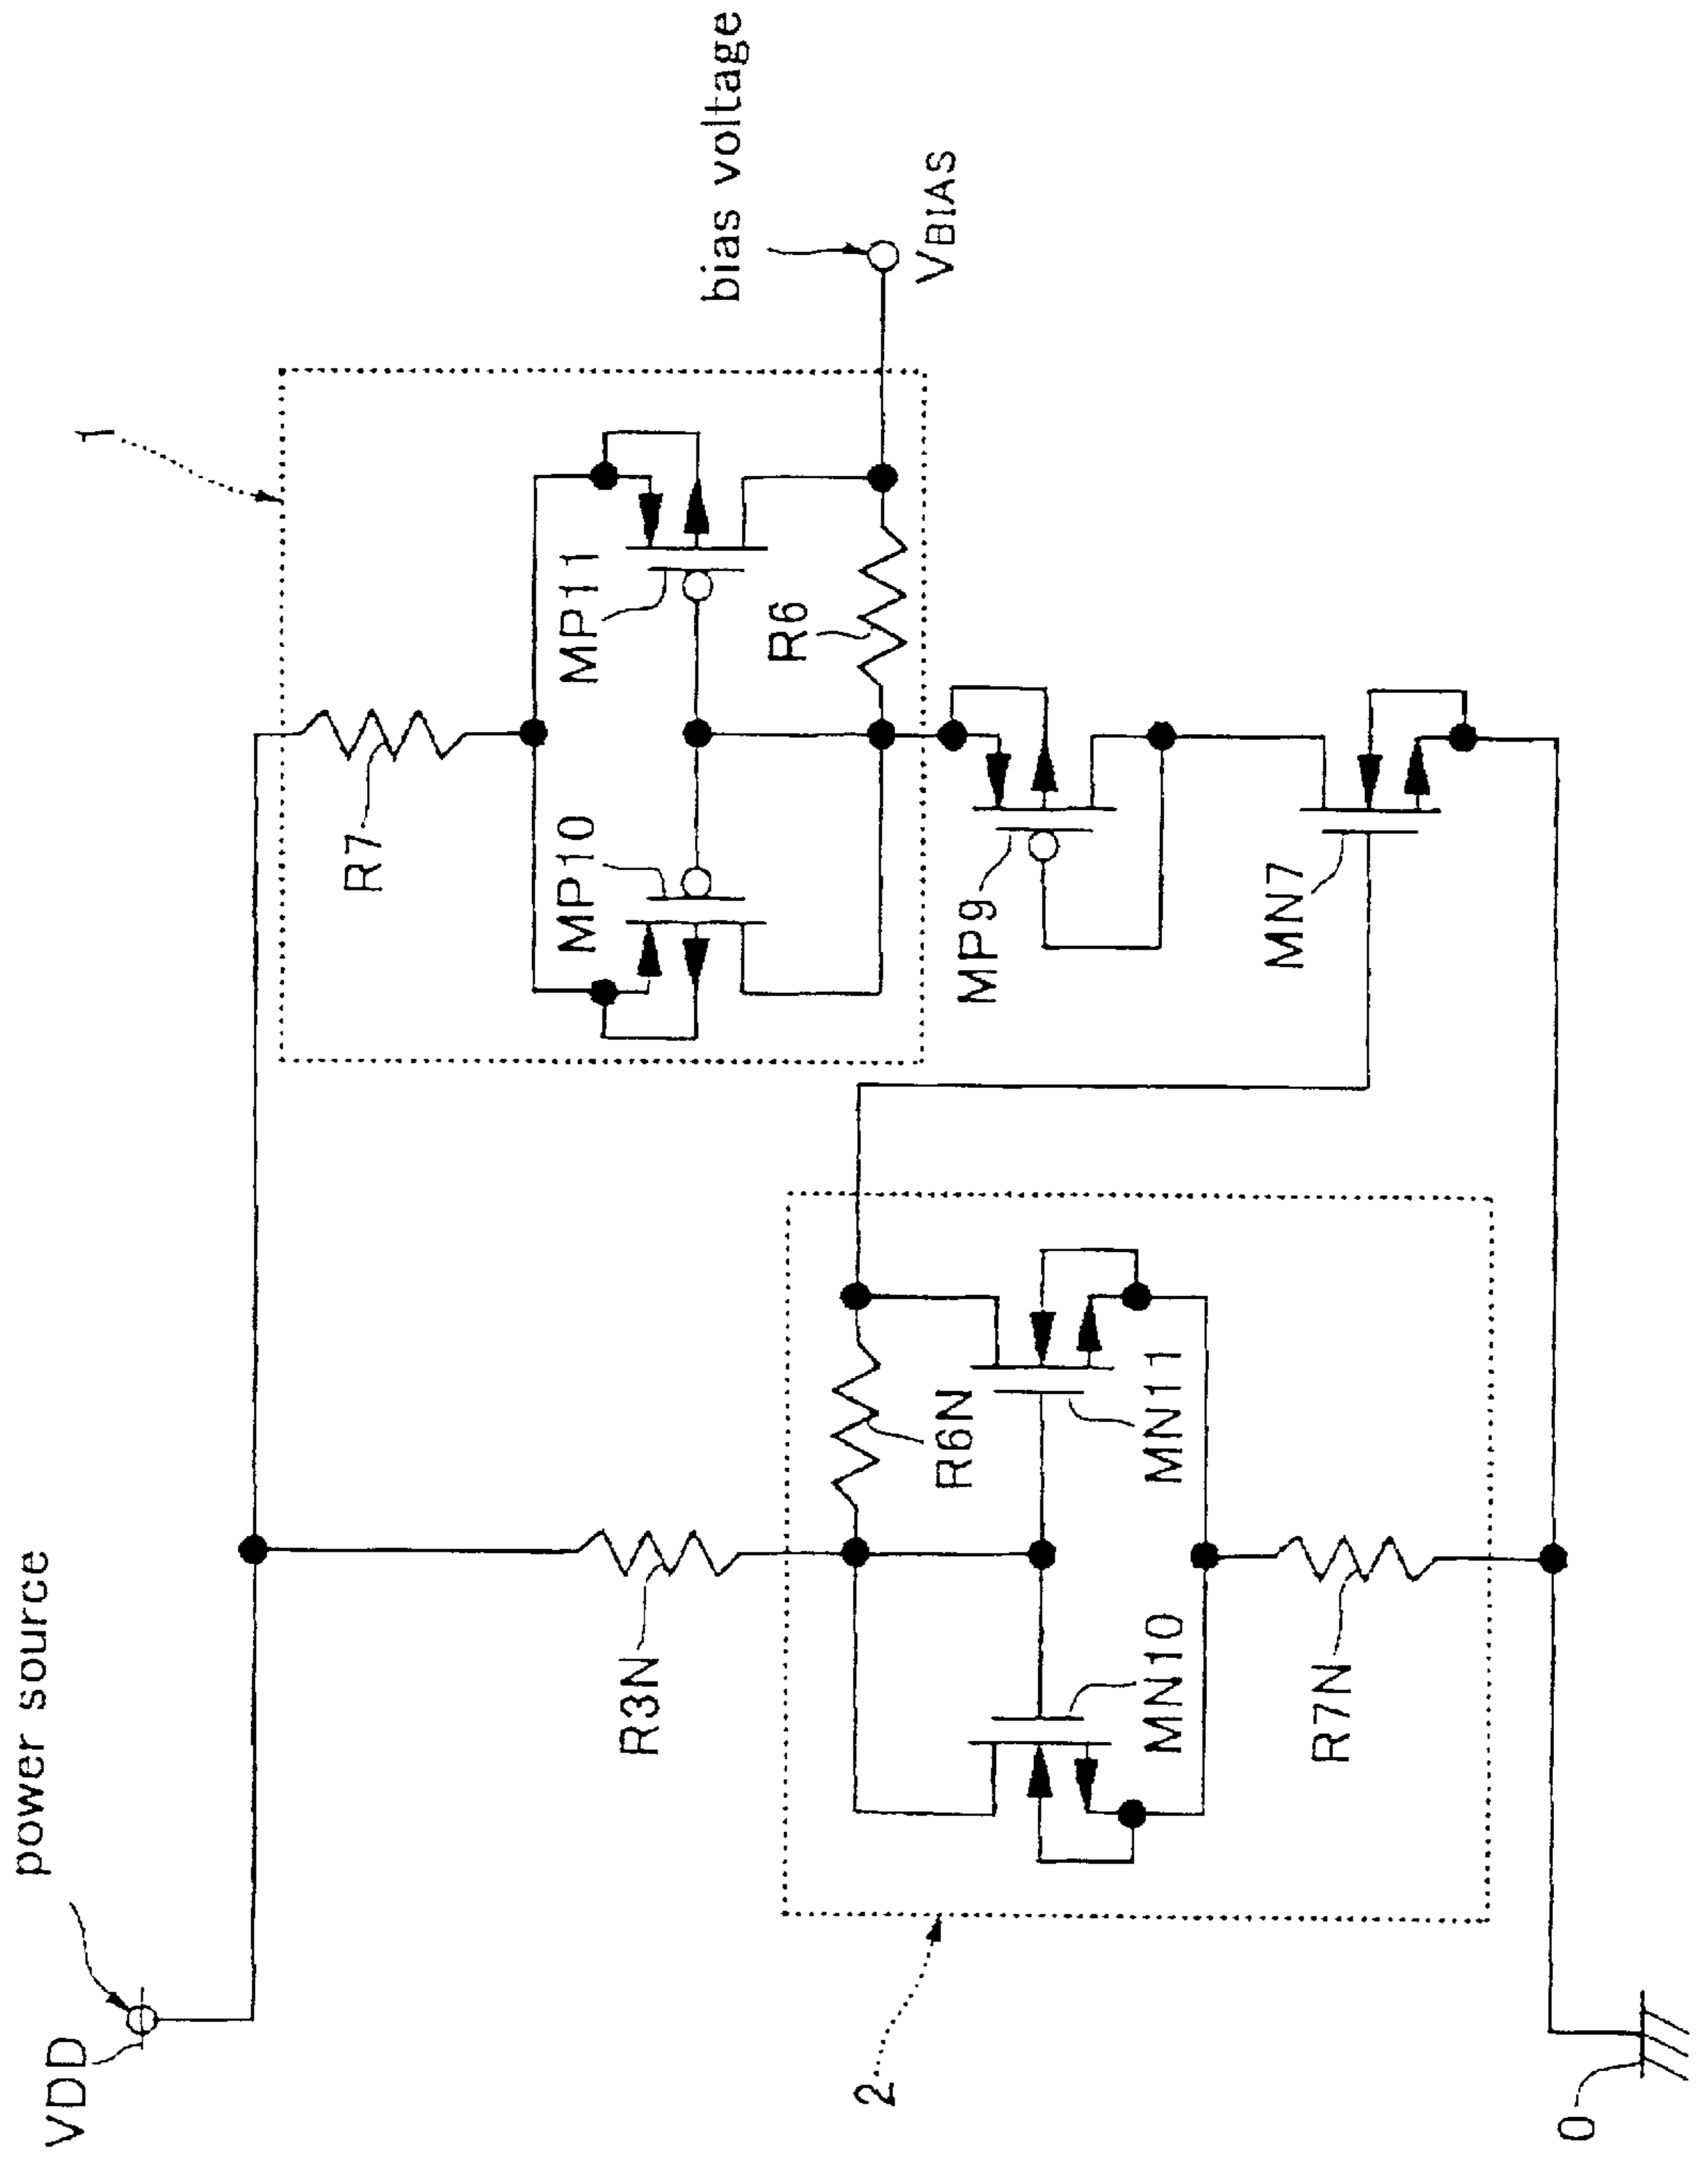 power source
VDD
bias voltage
VBIAS
1
R7
MP10
MP11
R6
MP9
MN7
R3N
R6N
MN10
MN11
R7N
2
0